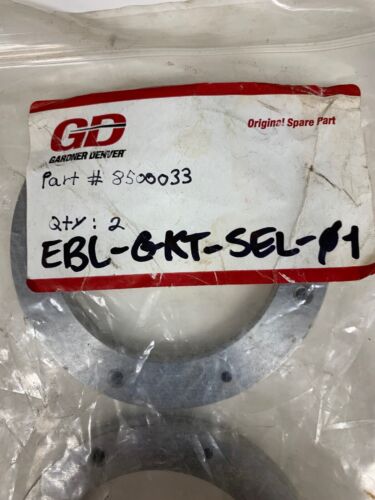 GD
GARDNER DENVER
Original Spare Part
Part # 8500033
Qty: 2
EBL-GKT-SEL-Ø1